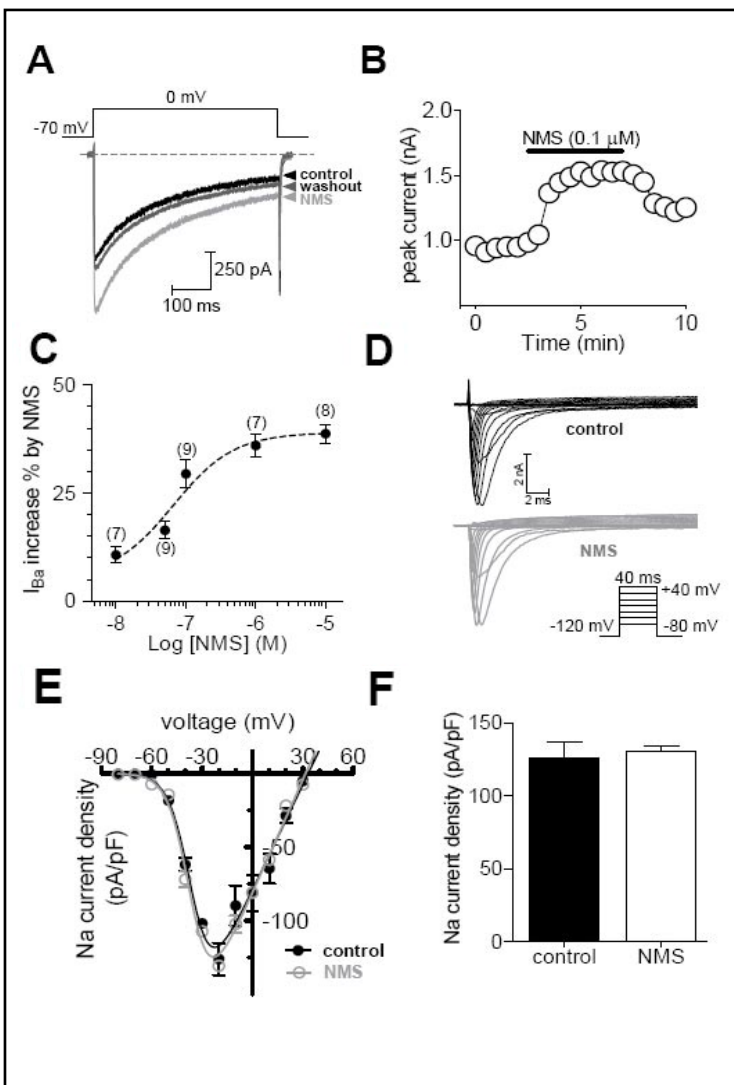 A
0 mV
-70 mV
control
washout
NMS
250 pA
100 ms
B
2.0
1.5
1.0
peak current (nA)
NMS (0.1 μM)
0
5
10
Time (min)
C
50
25
0
I_Ba increase % by NMS
(7)
(9)
(9)
(7)
(8)
-8
-7
-6
-5
Log [NMS] (M)
D
control
2 nA
2 ms
NMS
40 ms
+40 mV
-120 mV
-80 mV
E
voltage (mV)
-90
-60
-30
0
30
60
-50
-100
Na current density
(pA/pF)
control
NMS
F
150
100
50
0
Na current density (pA/pF)
control
NMS